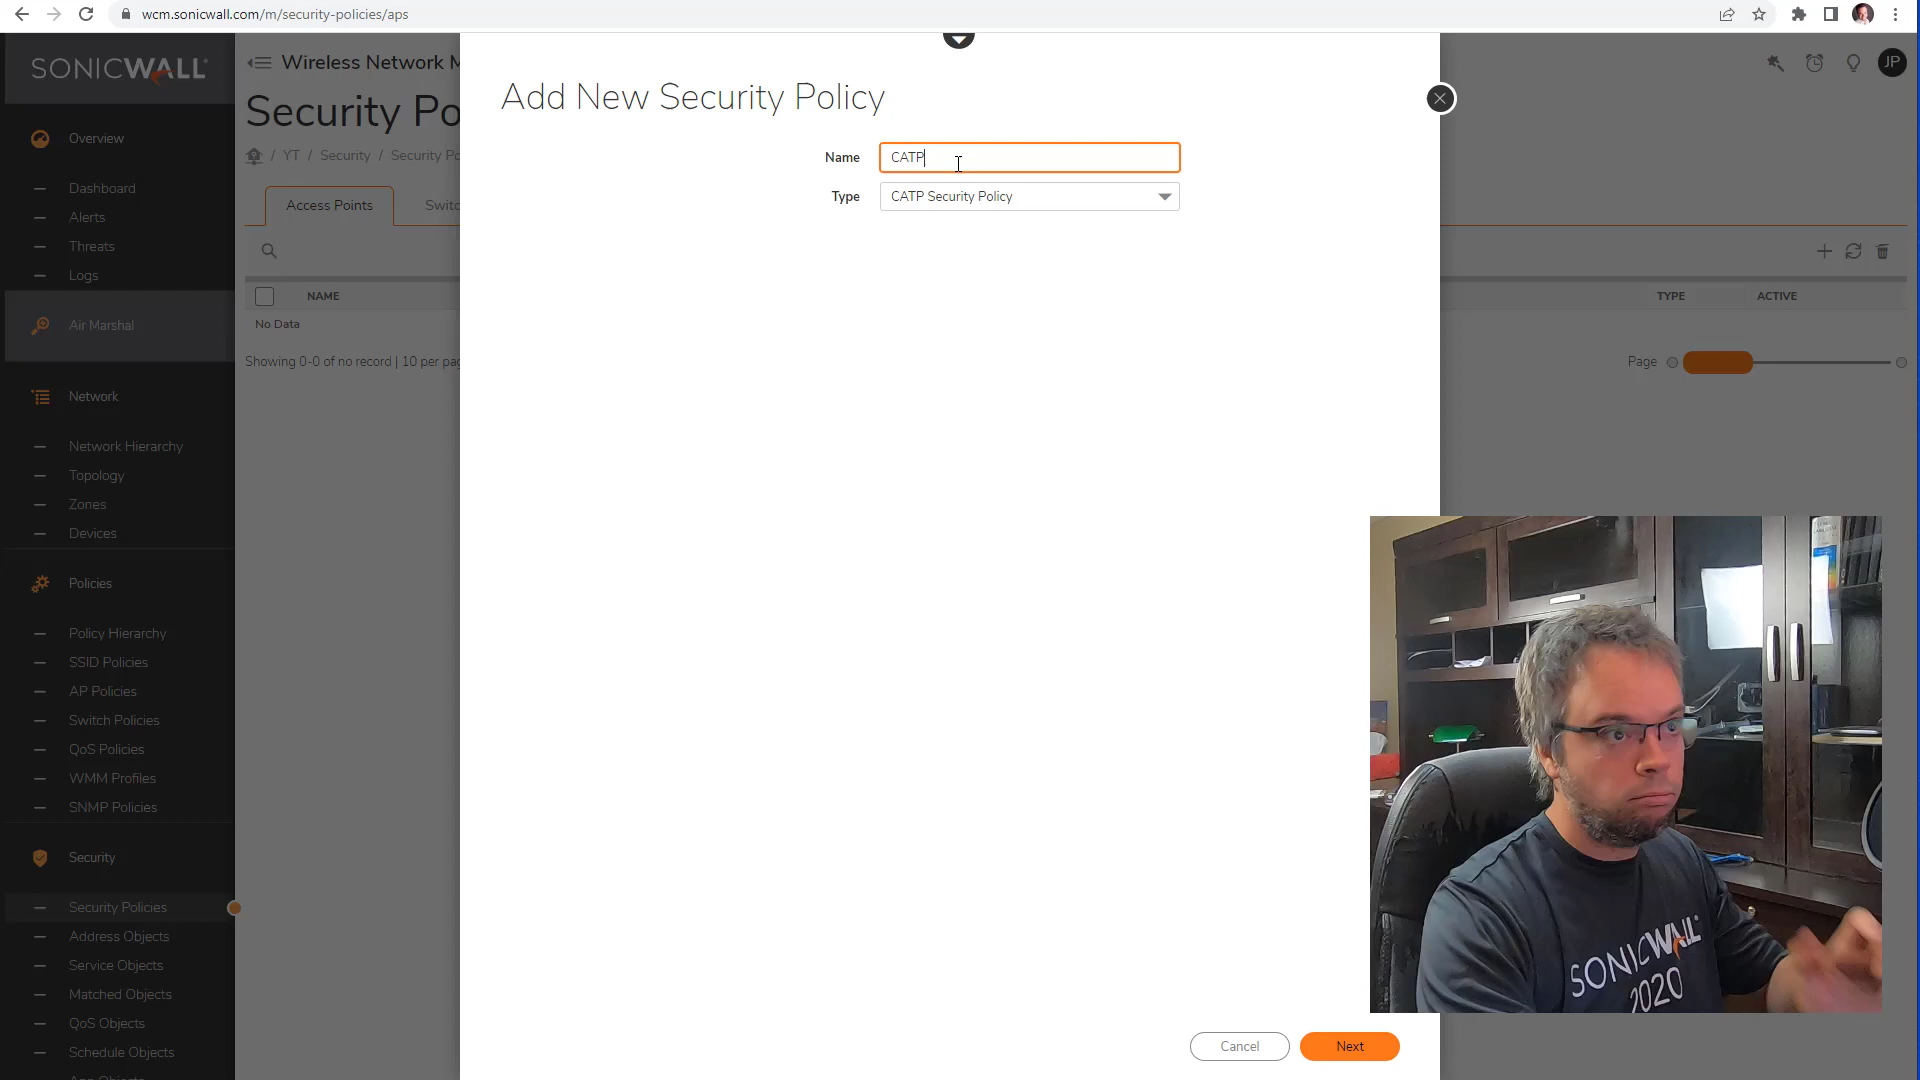 wcm.sonicwall.com/m/security-policies/aps
SONICWALL
Wireless Network M
JP
Add New Security Policy
Security Po
/ YT / Security / Security Po
Name
CATP
Type
CATP Security Policy
Access Points
Switc
NAME
TYPE
ACTIVE
No Data
Showing 0-0 of no record | 10 per pag
Page
Overview
Dashboard
Alerts
Threats
Logs
Air Marshal
Network
Network Hierarchy
Topology
Zones
Devices
Policies
Policy Hierarchy
SSID Policies
AP Policies
Switch Policies
QoS Policies
WMM Profiles
SNMP Policies
Security
Security Policies
Address Objects
Service Objects
Matched Objects
QoS Objects
Schedule Objects
SONICWALL
2020
Cancel
Next